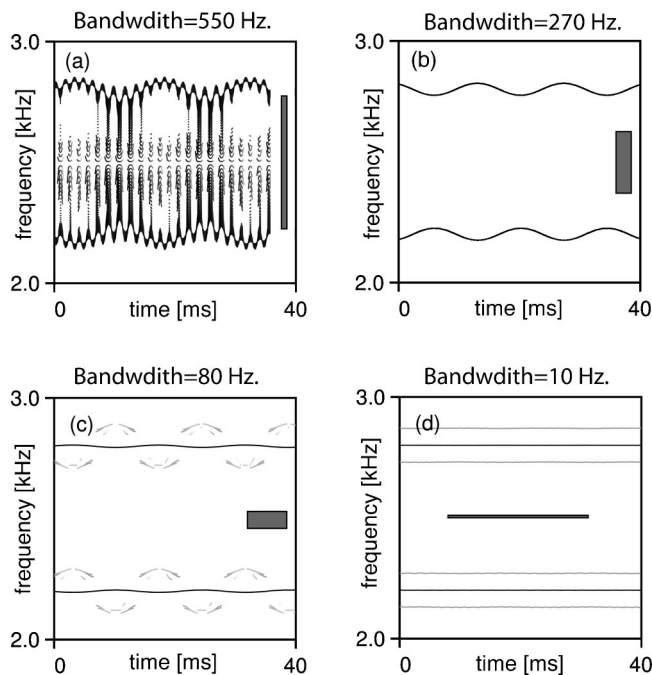 Bandwdith=550 Hz. Bandwdith=270 Hz.
3.0 (a) 3.0 (b)
frequency [kHz] frequency [kHz]
2.0 2.0
0 time [ms] 40 0 time [ms] 40
Bandwdith=80 Hz. Bandwdith=10 Hz.
3.0 (c) 3.0 (d)
frequency [kHz] frequency [kHz]
2.0 2.0
0 time [ms] 40 0 time [ms] 40